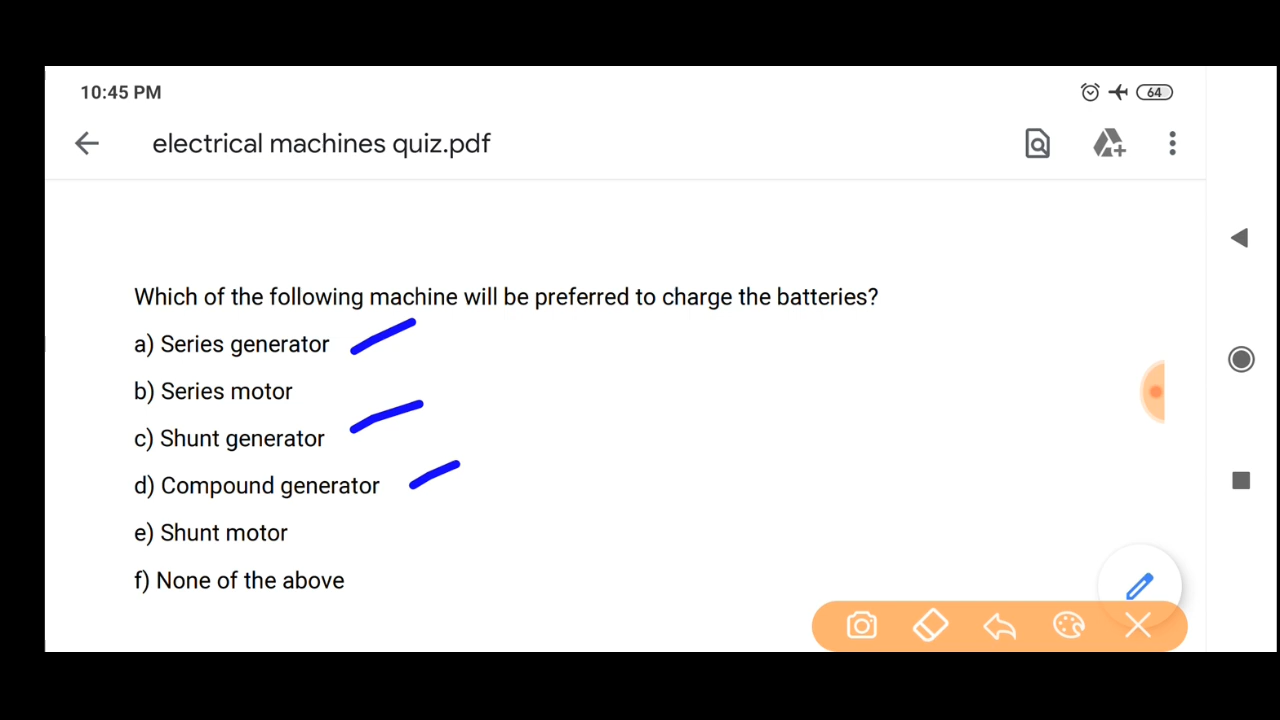 10:45 PM
64
electrical machines quiz.pdf
Which of the following machine will be preferred to charge the batteries?
a) Series generator
b) Series motor
c) Shunt generator
d) Compound generator
e) Shunt motor
f) None of the above